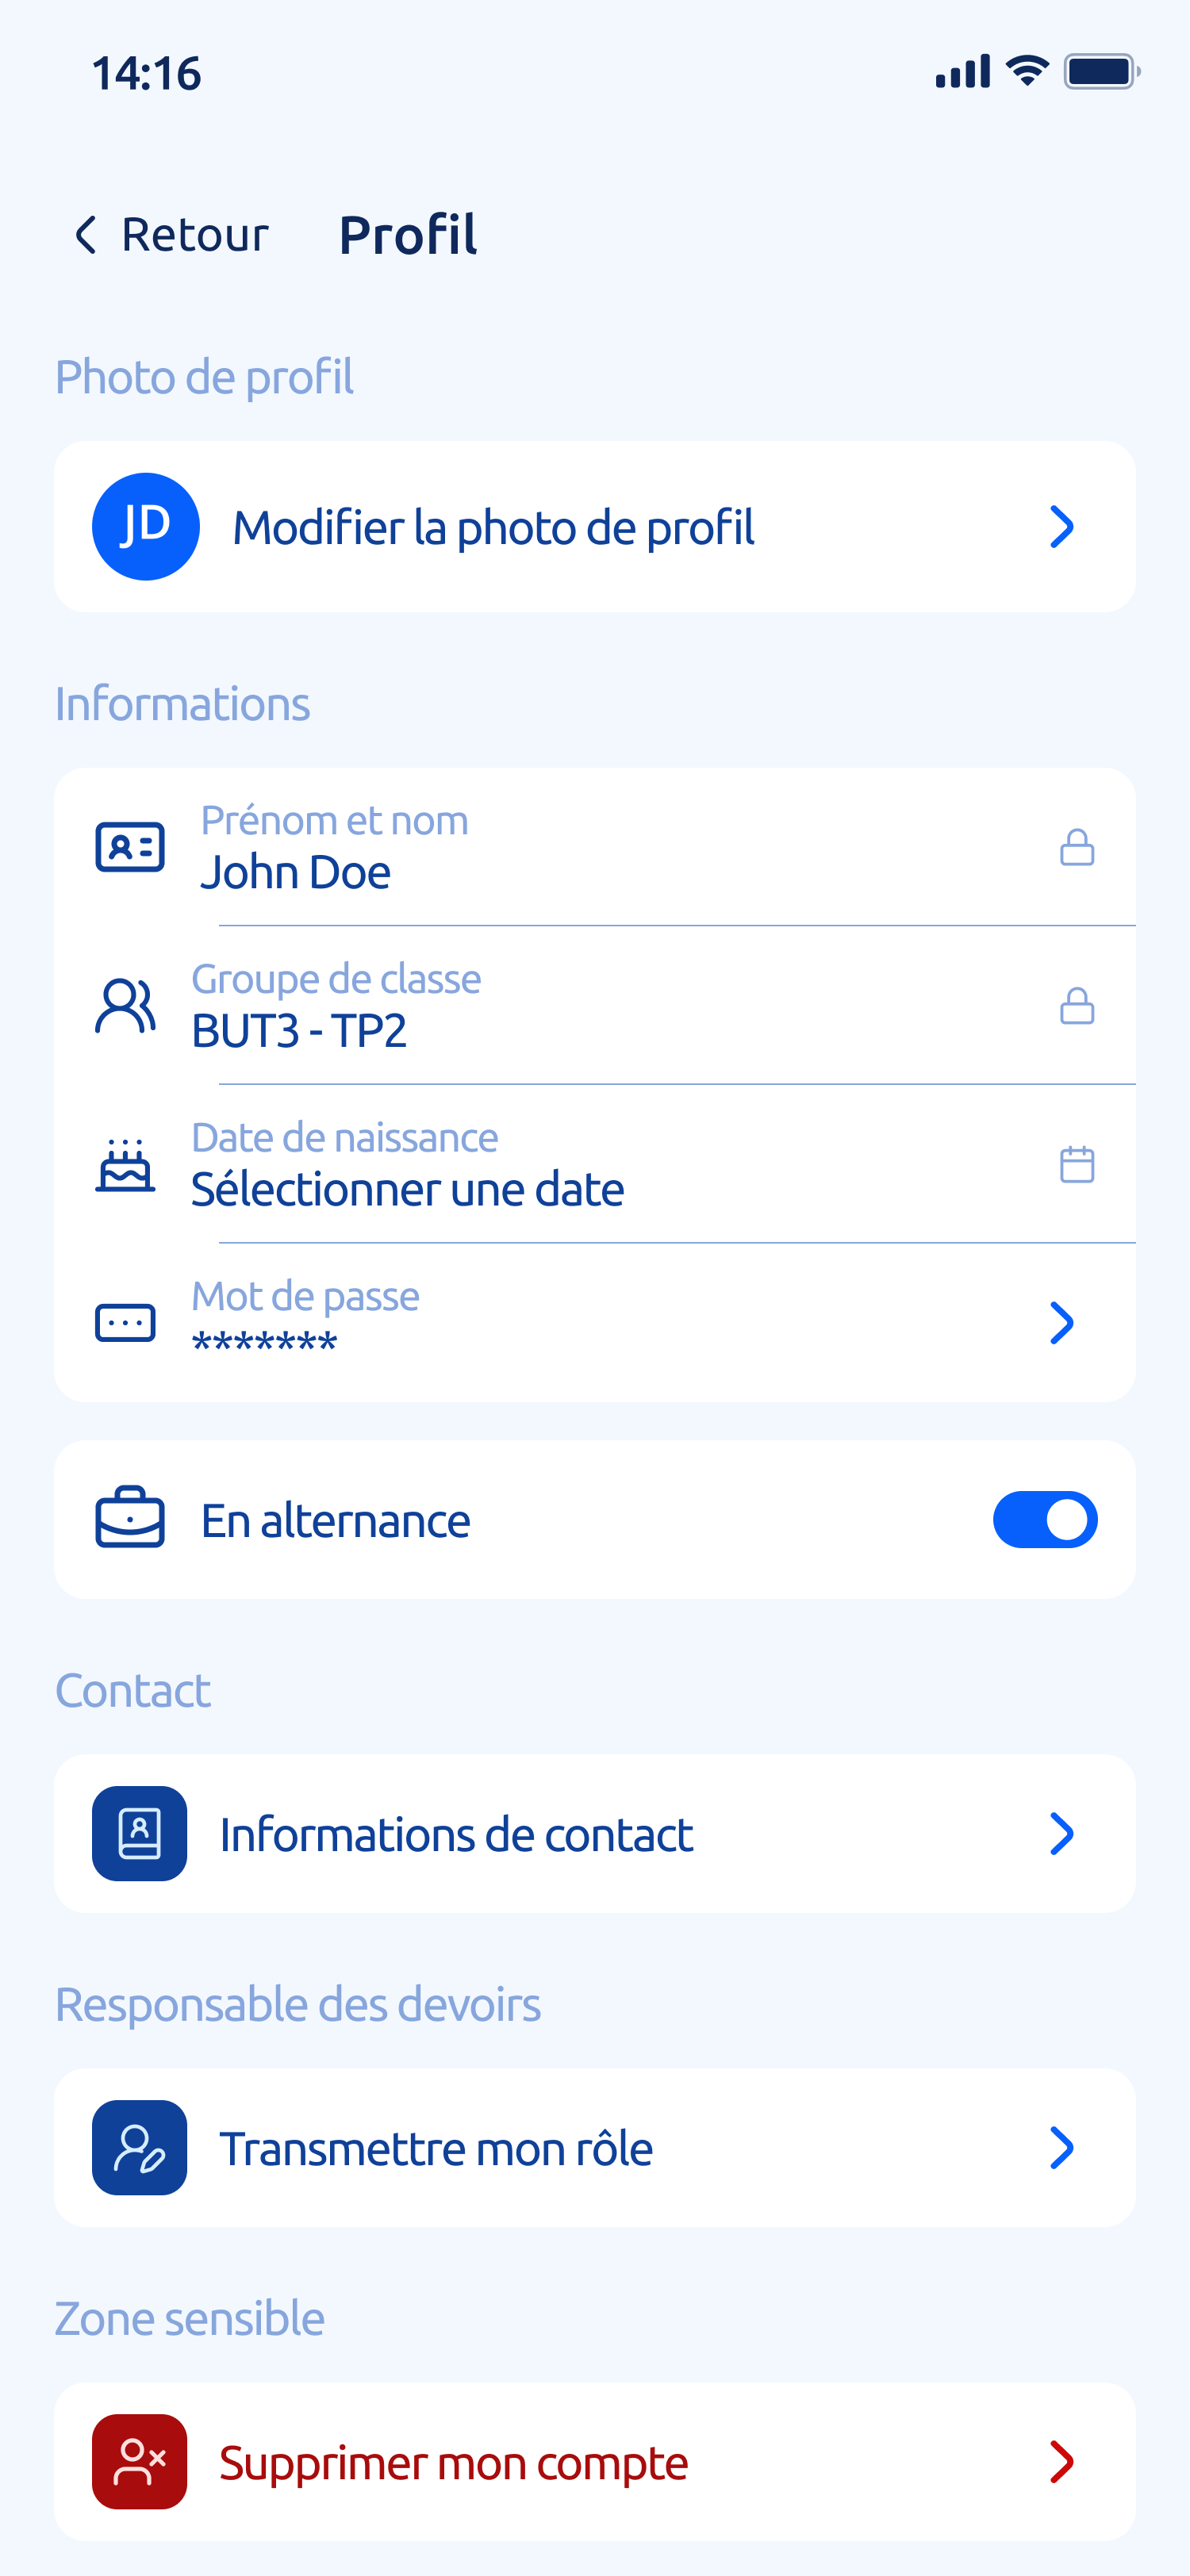 14:16
Retour
Profil
Photo de profil
JD
Modifier la photo de profil
Informations
Prénom et nom
John Doe
Groupe de classe
BUT3 - TP2
Date de naissance
Sélectionner une date
Mot de passe
*******
En alternance
Contact
Informations de contact
Responsable des devoirs
Transmettre mon rôle
Zone sensible
Supprimer mon compte